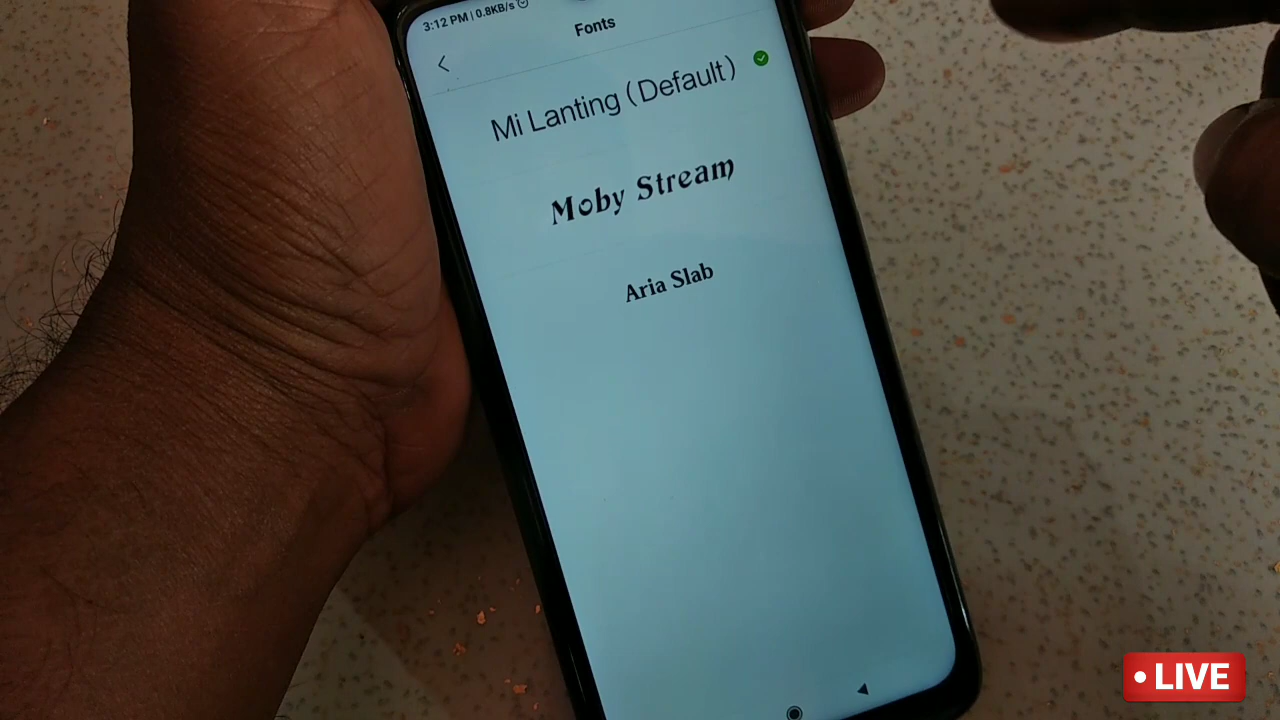 3:12 PM | 0.8KB/s
Fonts
Mi Lanting (Default)
Moby Stream
Aria Slab
LIVE